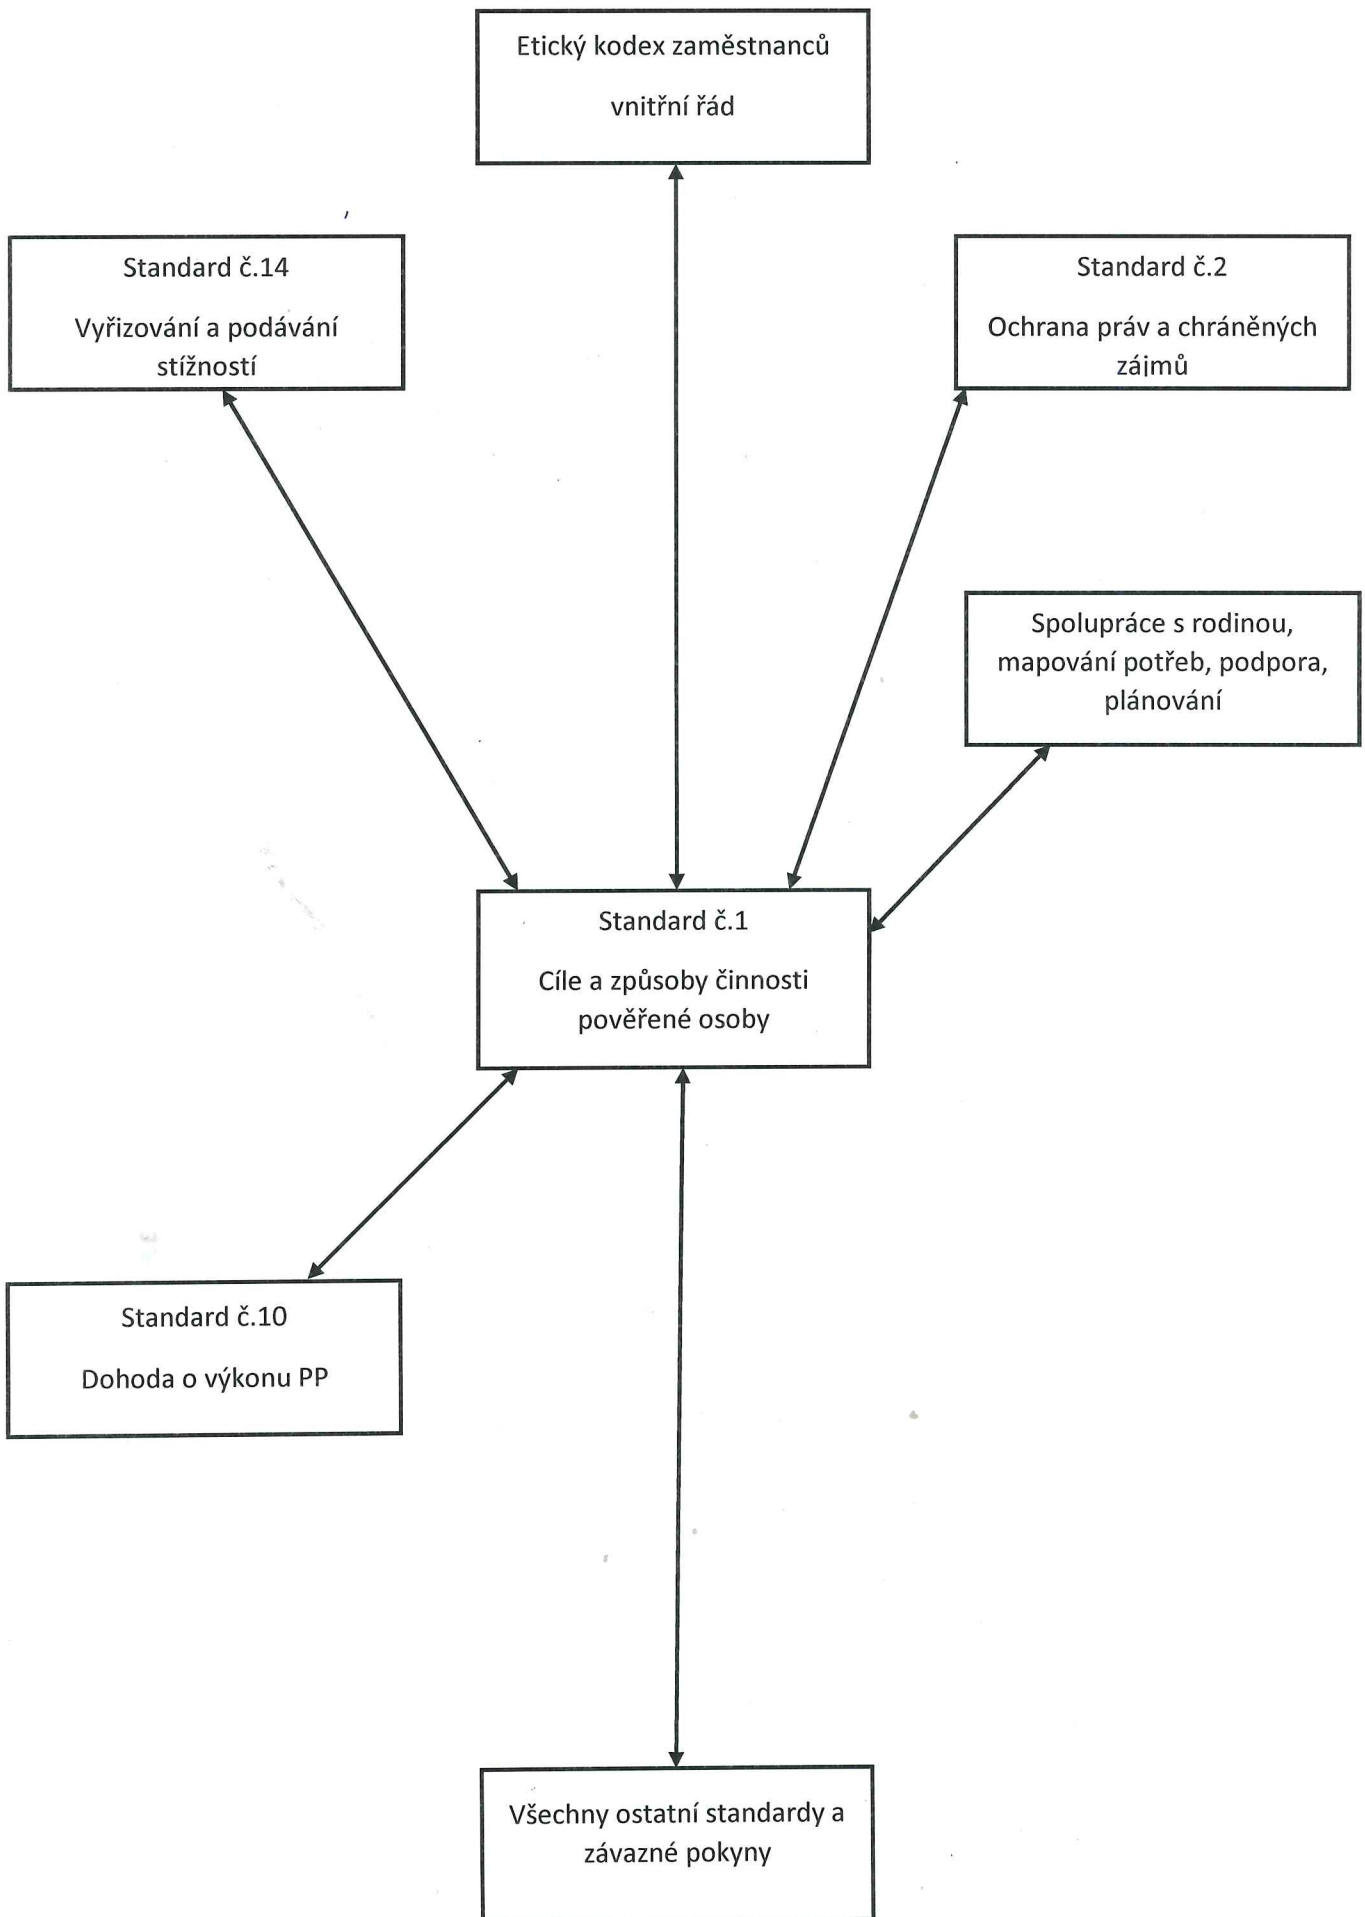 Etický kodex zaměstnanců
vnitřní řád
Standard č.14
Vyřizování a podávání
stížností
Standard č.2
Ochrana práv a chráněných
zájmů
Spolupráce s rodinou,
mapování potřeb, podpora,
plánování
Standard č.1
Cíle a způsoby činnosti
pověřené osoby
Standard č.10
Dohoda o výkonu PP
Všechny ostatní standardy a
závazné pokyny